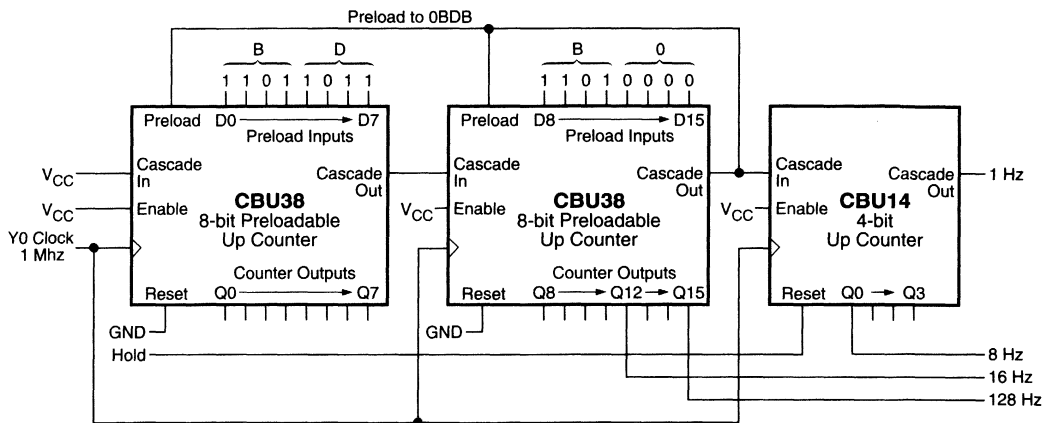 Preload to 0BDB
B D
1 1 0 1 1 0 1 1
B 0
1 1 0 1 0 0 0 0
Preload D0 D7
Preload Inputs
Preload D8 D15
Preload Inputs
VCC
Cascade In
Cascade Out
Cascade In
Cascade Out
Cascade In
Cascade Out
1 Hz
VCC
Enable
CBU38
8-bit Preloadable
Up Counter
VCC
Enable
CBU38
8-bit Preloadable
Up Counter
VCC
Enable
CBU14
4-bit
Up Counter
Y0 Clock
1 Mhz
Counter Outputs
Reset Q0 Q7
Counter Outputs
Reset Q8 Q12 Q15
Reset Q0 Q3
GND
GND
Hold
8 Hz
16 Hz
128 Hz